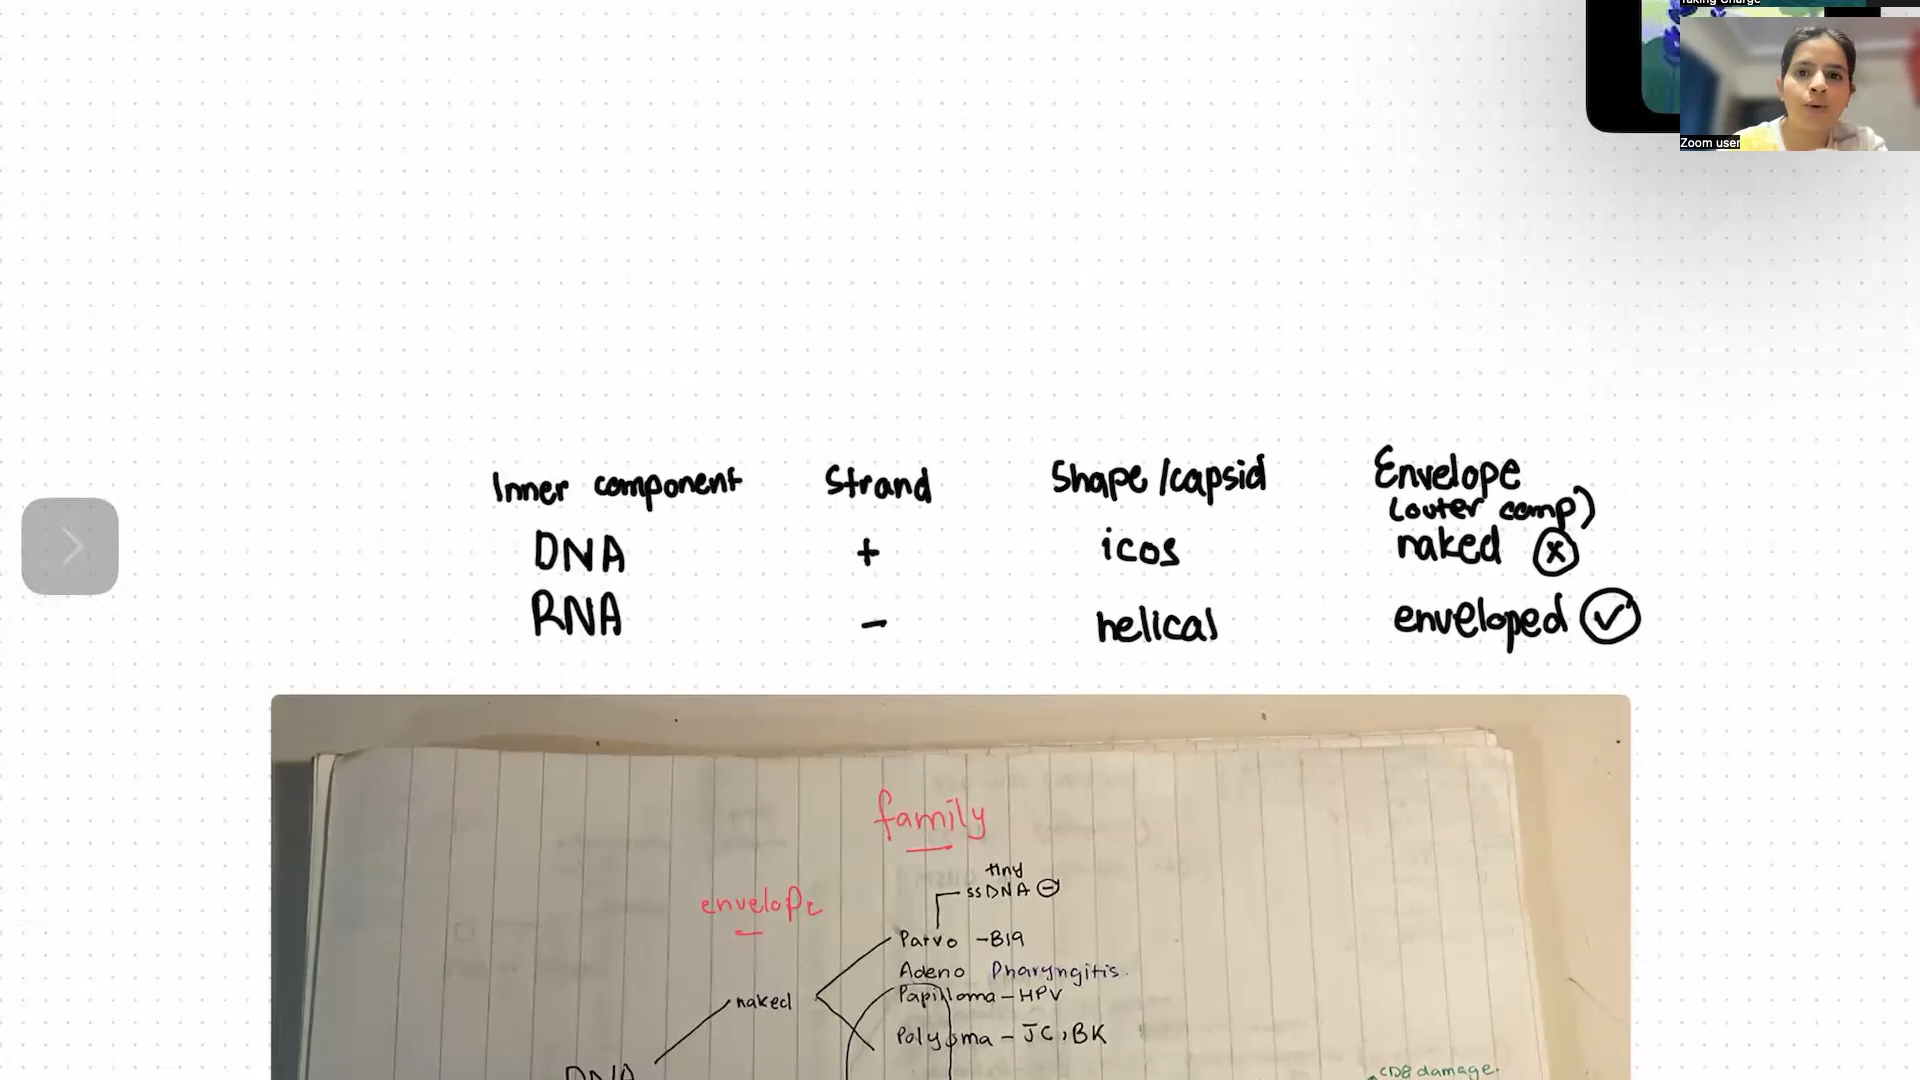 Taking Charge
Zoom user
Inner component Strand Shape/capsid Envelope
(outer comp)
DNA + icos naked x
RNA - helical enveloped ✓
family
tiny
ssDNA -
envelope
Parvo - B19
Adeno Pharyngitis.
naked Papilloma - HPV
Polyoma - JC, BK
DNA
CD8 damage.